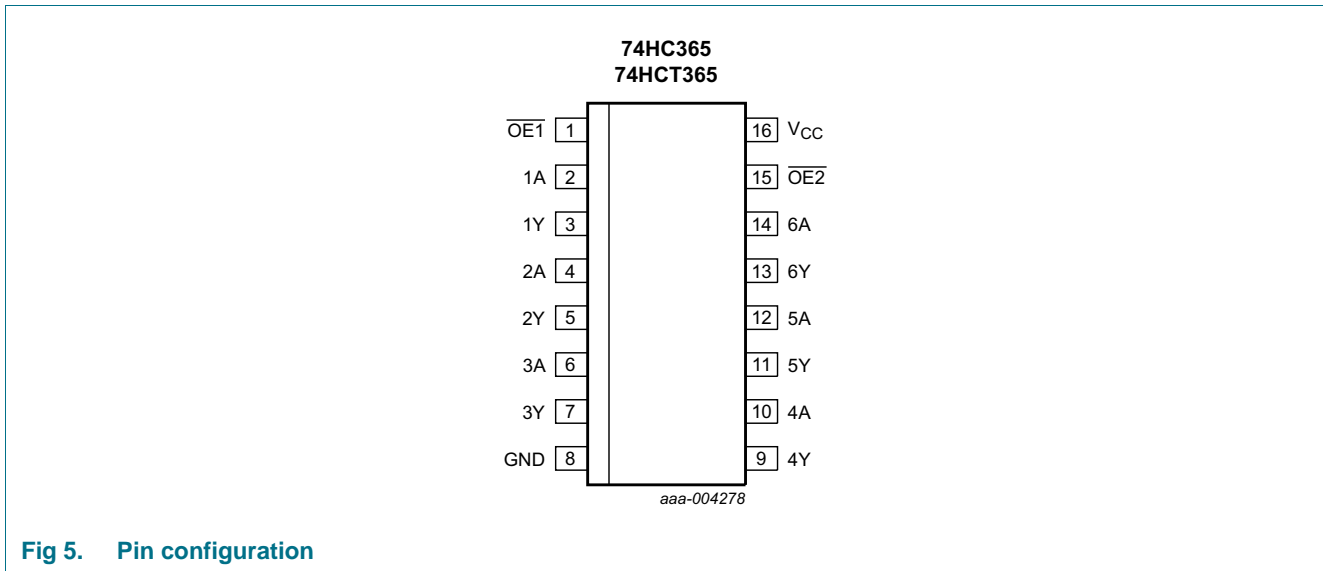 74HC365
74HCT365
OE1 1
1A 2
1Y 3
2A 4
2Y 5
3A 6
3Y 7
GND 8
16 VCC
15 OE2
14 6A
13 6Y
12 5A
11 5Y
10 4A
9 4Y
aaa-004278
Fig 5. Pin configuration